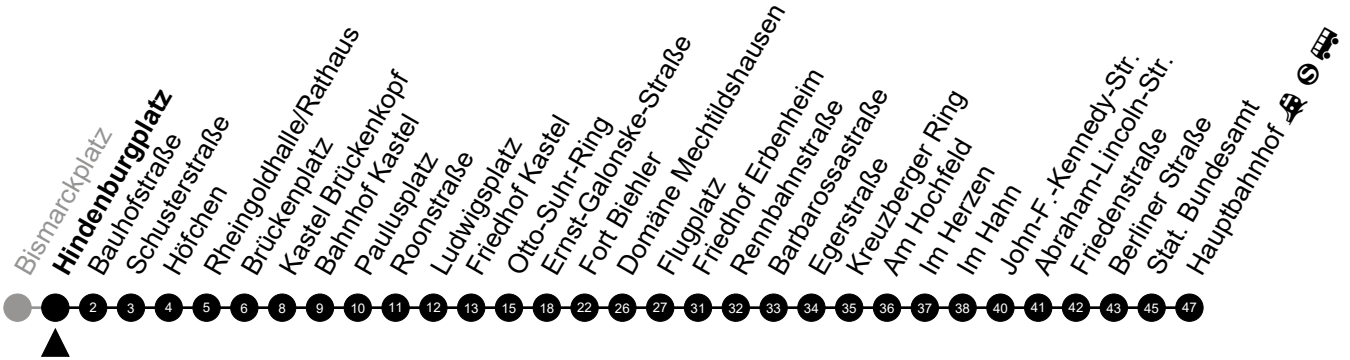 Bismarckplatz
Hindenburgplatz
Bauhofstraße
Schusterstraße
Höfchen
Rheingoldhalle/Rathaus
Brückenplatz
Kastel Brückenkopf
Bahnhof Kastel
Paulusplatz
Roonstraße
Ludwigsplatz
Friedhof Kastel
Otto-Suhr-Ring
Ernst-Galonske-Straße
Fort Biehler
Domäne Mechtildshausen
Flugplatz
Friedhof Erbenheim
Rennbahnstraße
Barbarossastraße
Egerstraße
Kreuzberger Ring
Am Hochfeld
Im Herzen
Im Hahn
John-F.-Kennedy-Str.
Abraham-Lincoln-Str.
Friedenstraße
Berliner Straße
Stat. Bundesamt
Hauptbahnhof S
2 3 4 5 6 8 9 10 11 12 13 15 18 22 26 27 31 32 33 34 35 36 37 38 40 41 42 43 45 47